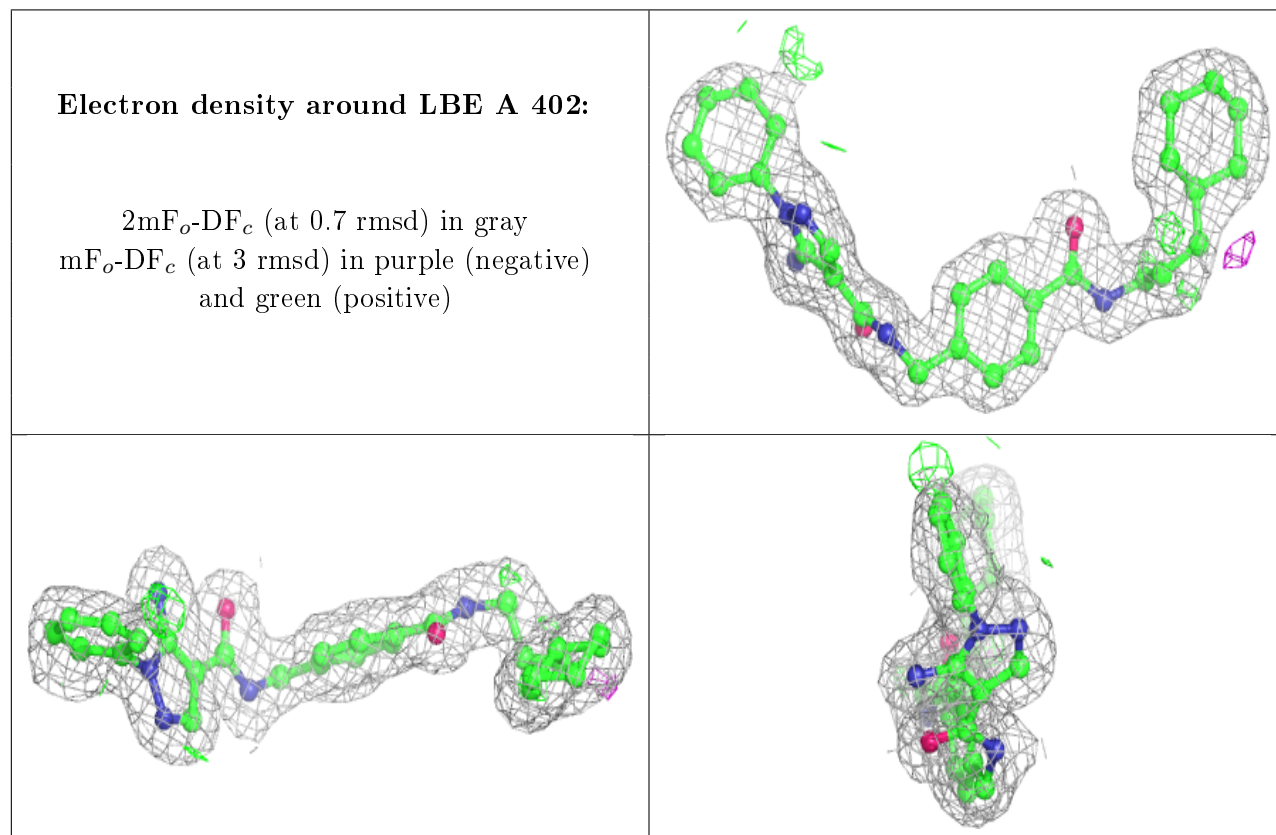 Electron density around LBE A 402:
2mFo-DFc (at 0.7 rmsd) in gray
mFo-DFc (at 3 rmsd) in purple (negative)
and green (positive)